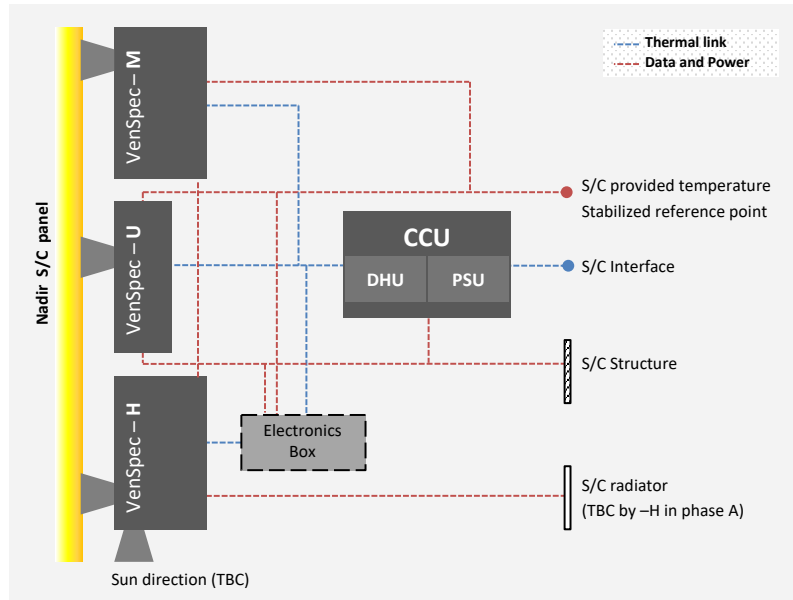 Thermal link
Data and Power
VenSpec – M
S/C provided temperature
Stabilized reference point
VenSpec – U
CCU
DHU
PSU
S/C Interface
Nadir S/C panel
S/C Structure
VenSpec – H
Electronics
Box
S/C radiator
(TBC by –H in phase A)
Sun direction (TBC)